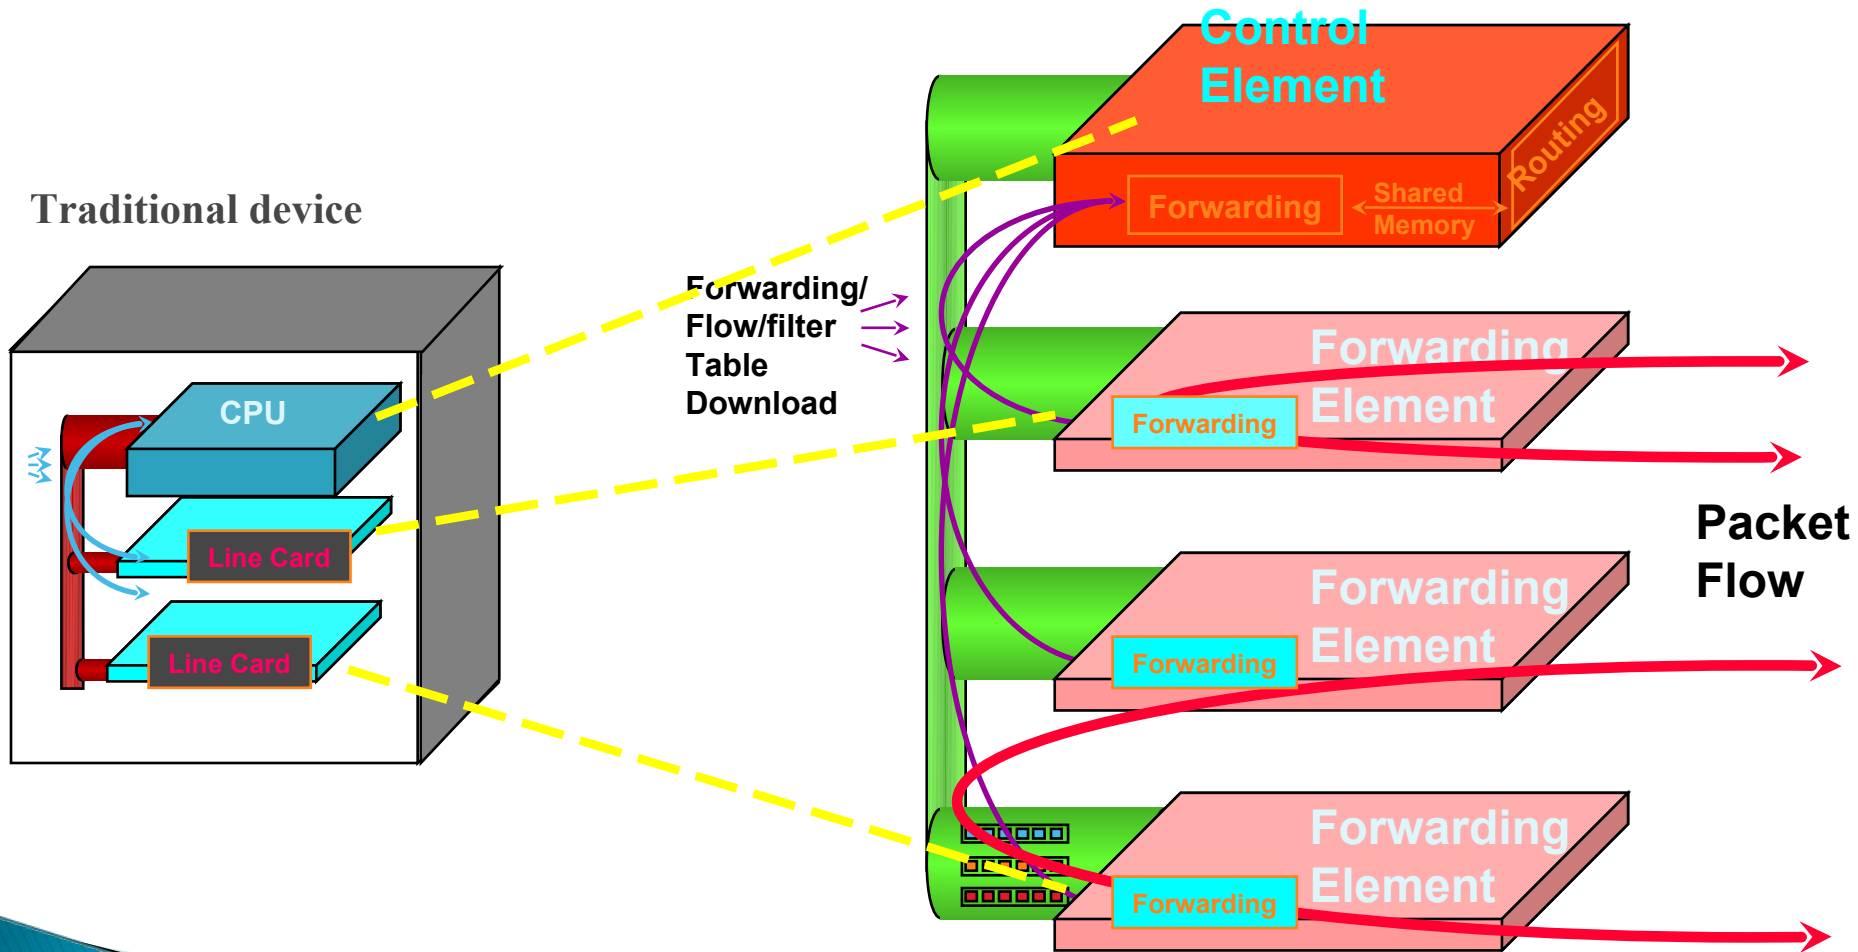 Control
Element
Routing
Forwarding
Shared
Memory
Traditional device
Forwarding/
Flow/filter
Table
Download
CPU
Line Card
Line Card
Forwarding
Element
Forwarding
Packet
Flow
Forwarding
Element
Forwarding
Forwarding
Element
Forwarding